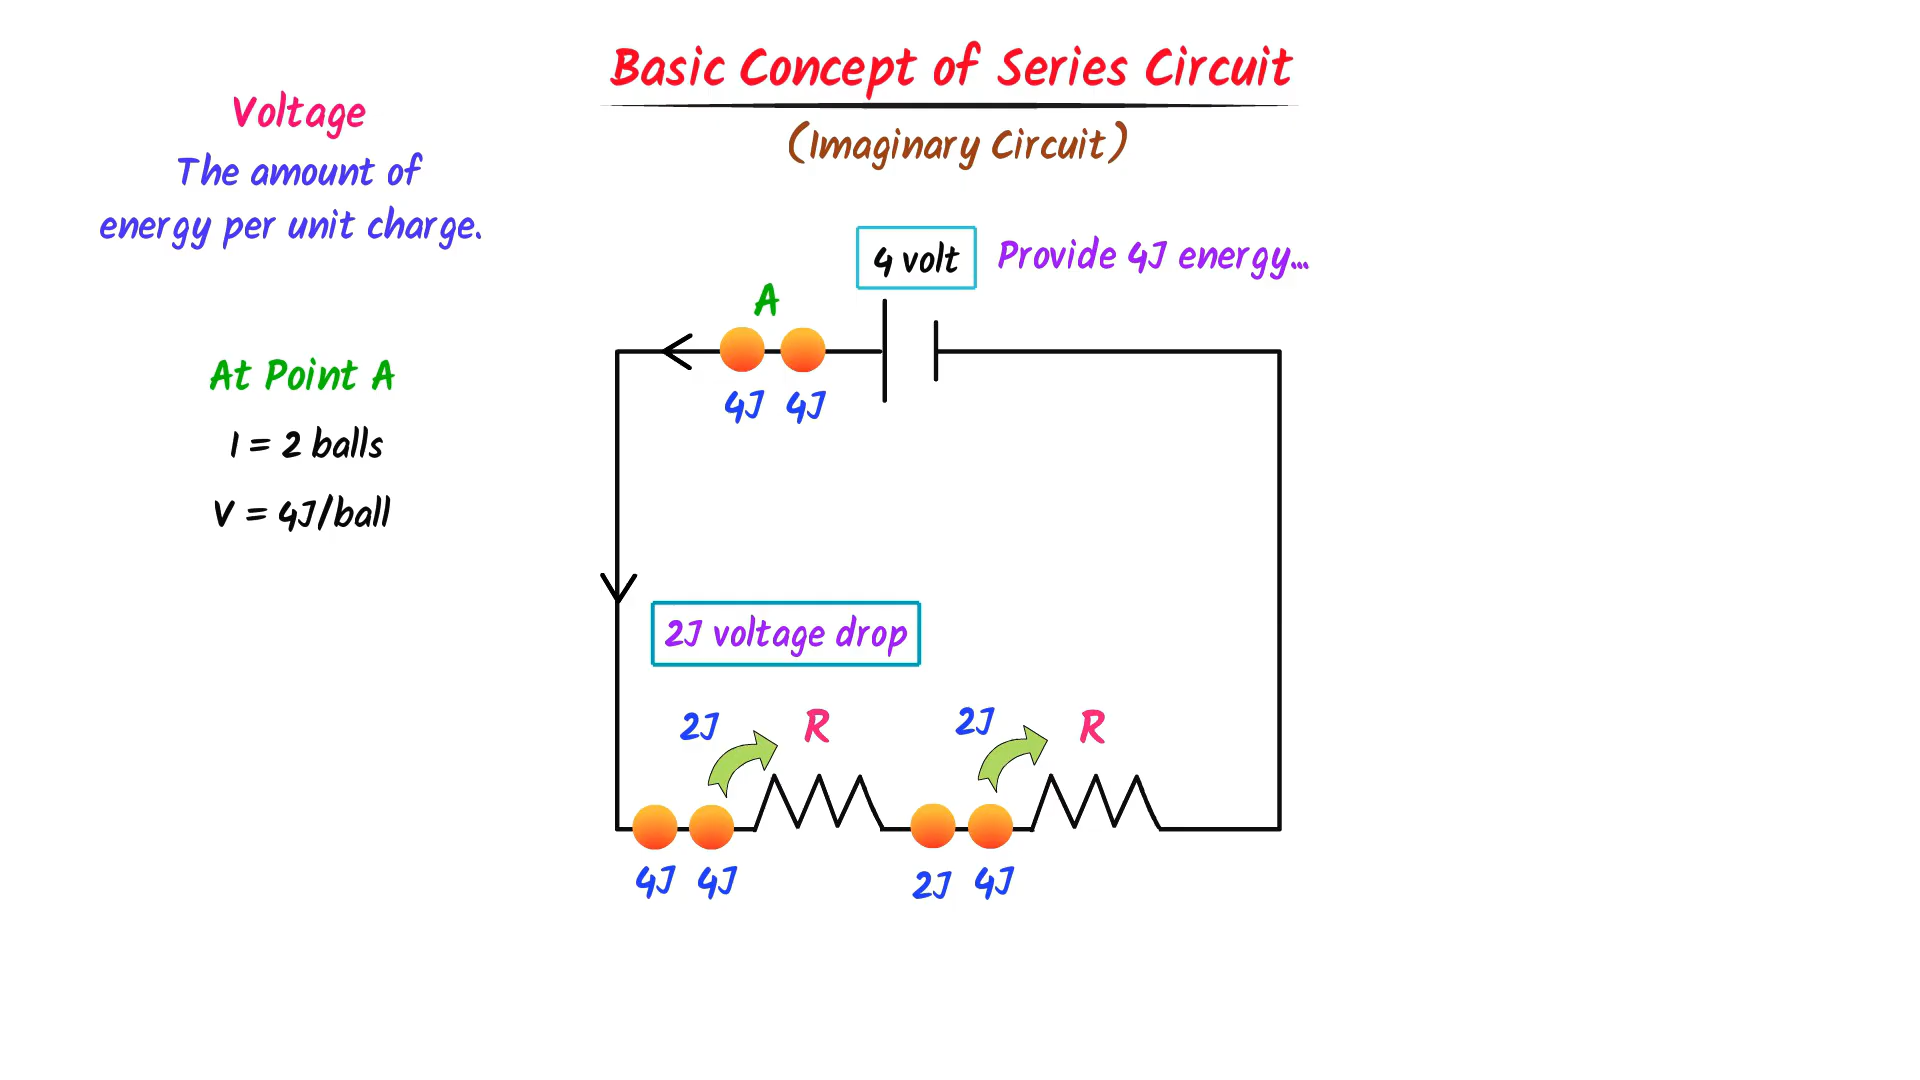 Basic Concept of Series Circuit
(Imaginary Circuit)
Voltage
The amount of
energy per unit charge.
4 volt
Provide 4J energy...
A
4J 4J
At Point A
I = 2 balls
V = 4J/ball
2J voltage drop
2J
R
2J
R
4J 4J
2J 4J